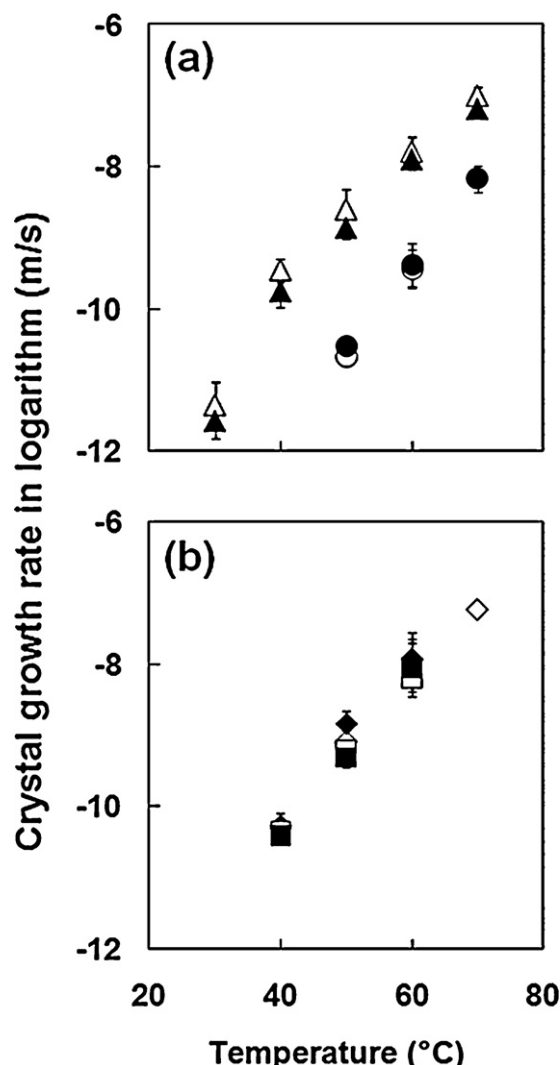 Crystal growth rate in logarithm (m/s)
(a)
-6
-8
-10
-12
(b)
-6
-8
-10
-12
20 40 60 80
Temperature (°C)